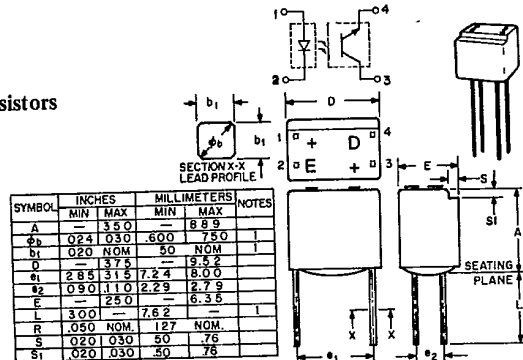 sistors
1 4
2 3
b1
D
ϕb
b1
1 + D 4
2 E + 3
SECTION X-X
LEAD PROFILE
E
S
S1
A
SEATING
PLANE
L
X X
e1
e2
SYMBOL INCHES MILLIMETERS NOTES
MIN MAX MIN MAX
A — .350 — 8.89
ϕb .024 .030 .600 .750 1
b1 .020 NOM .50 NOM 1
D — .375 — 9.52
e1 .285 .315 7.24 8.00
e2 .090 .110 2.29 2.79
E — .250 — 6.35
L .300 — 7.62 — 1
R .050 NOM. 1.27 NOM.
S .020 .030 .50 .76
S1 .020 .030 .50 .76